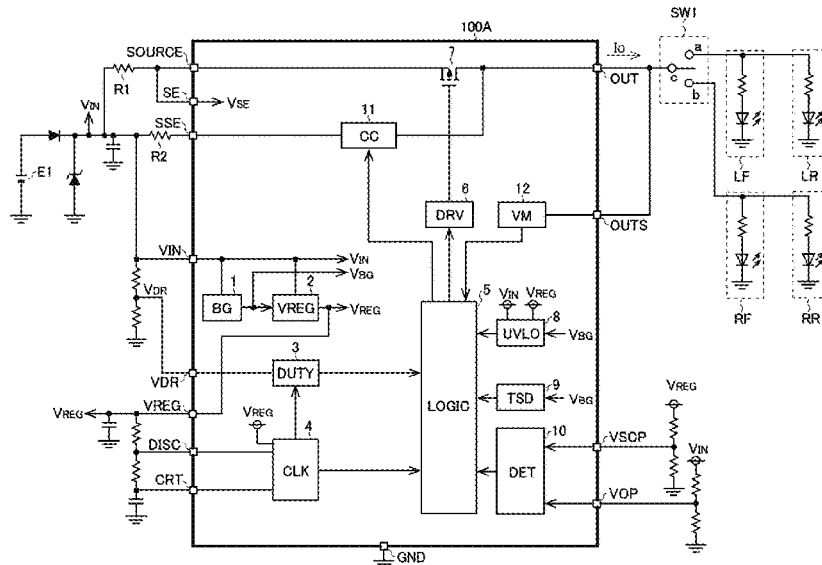 100A
SW1
SOURCE
7
Io
a
R1
OUT
c
b
SE
VSE
VIN
SSE
11
CC
R2
E1
LF
LR
6
12
DRV
VM
OUTS
VIN
VIN
VBG
1
2
5
VIN
VREG
VDR
BG
VREG
VREG
8
UVLO
VBG
RF
RR
3
VDR
DUTY
LOGIC
9
TSD
VBG
VREG
VREG
VREG
VREG
4
10
VSCP
VIN
DISC
CLK
DET
CRT
VOP
GND